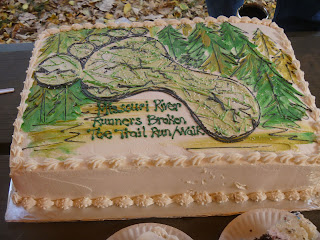 Missouri River
Runners Broken
Toe Trail Run/Walk